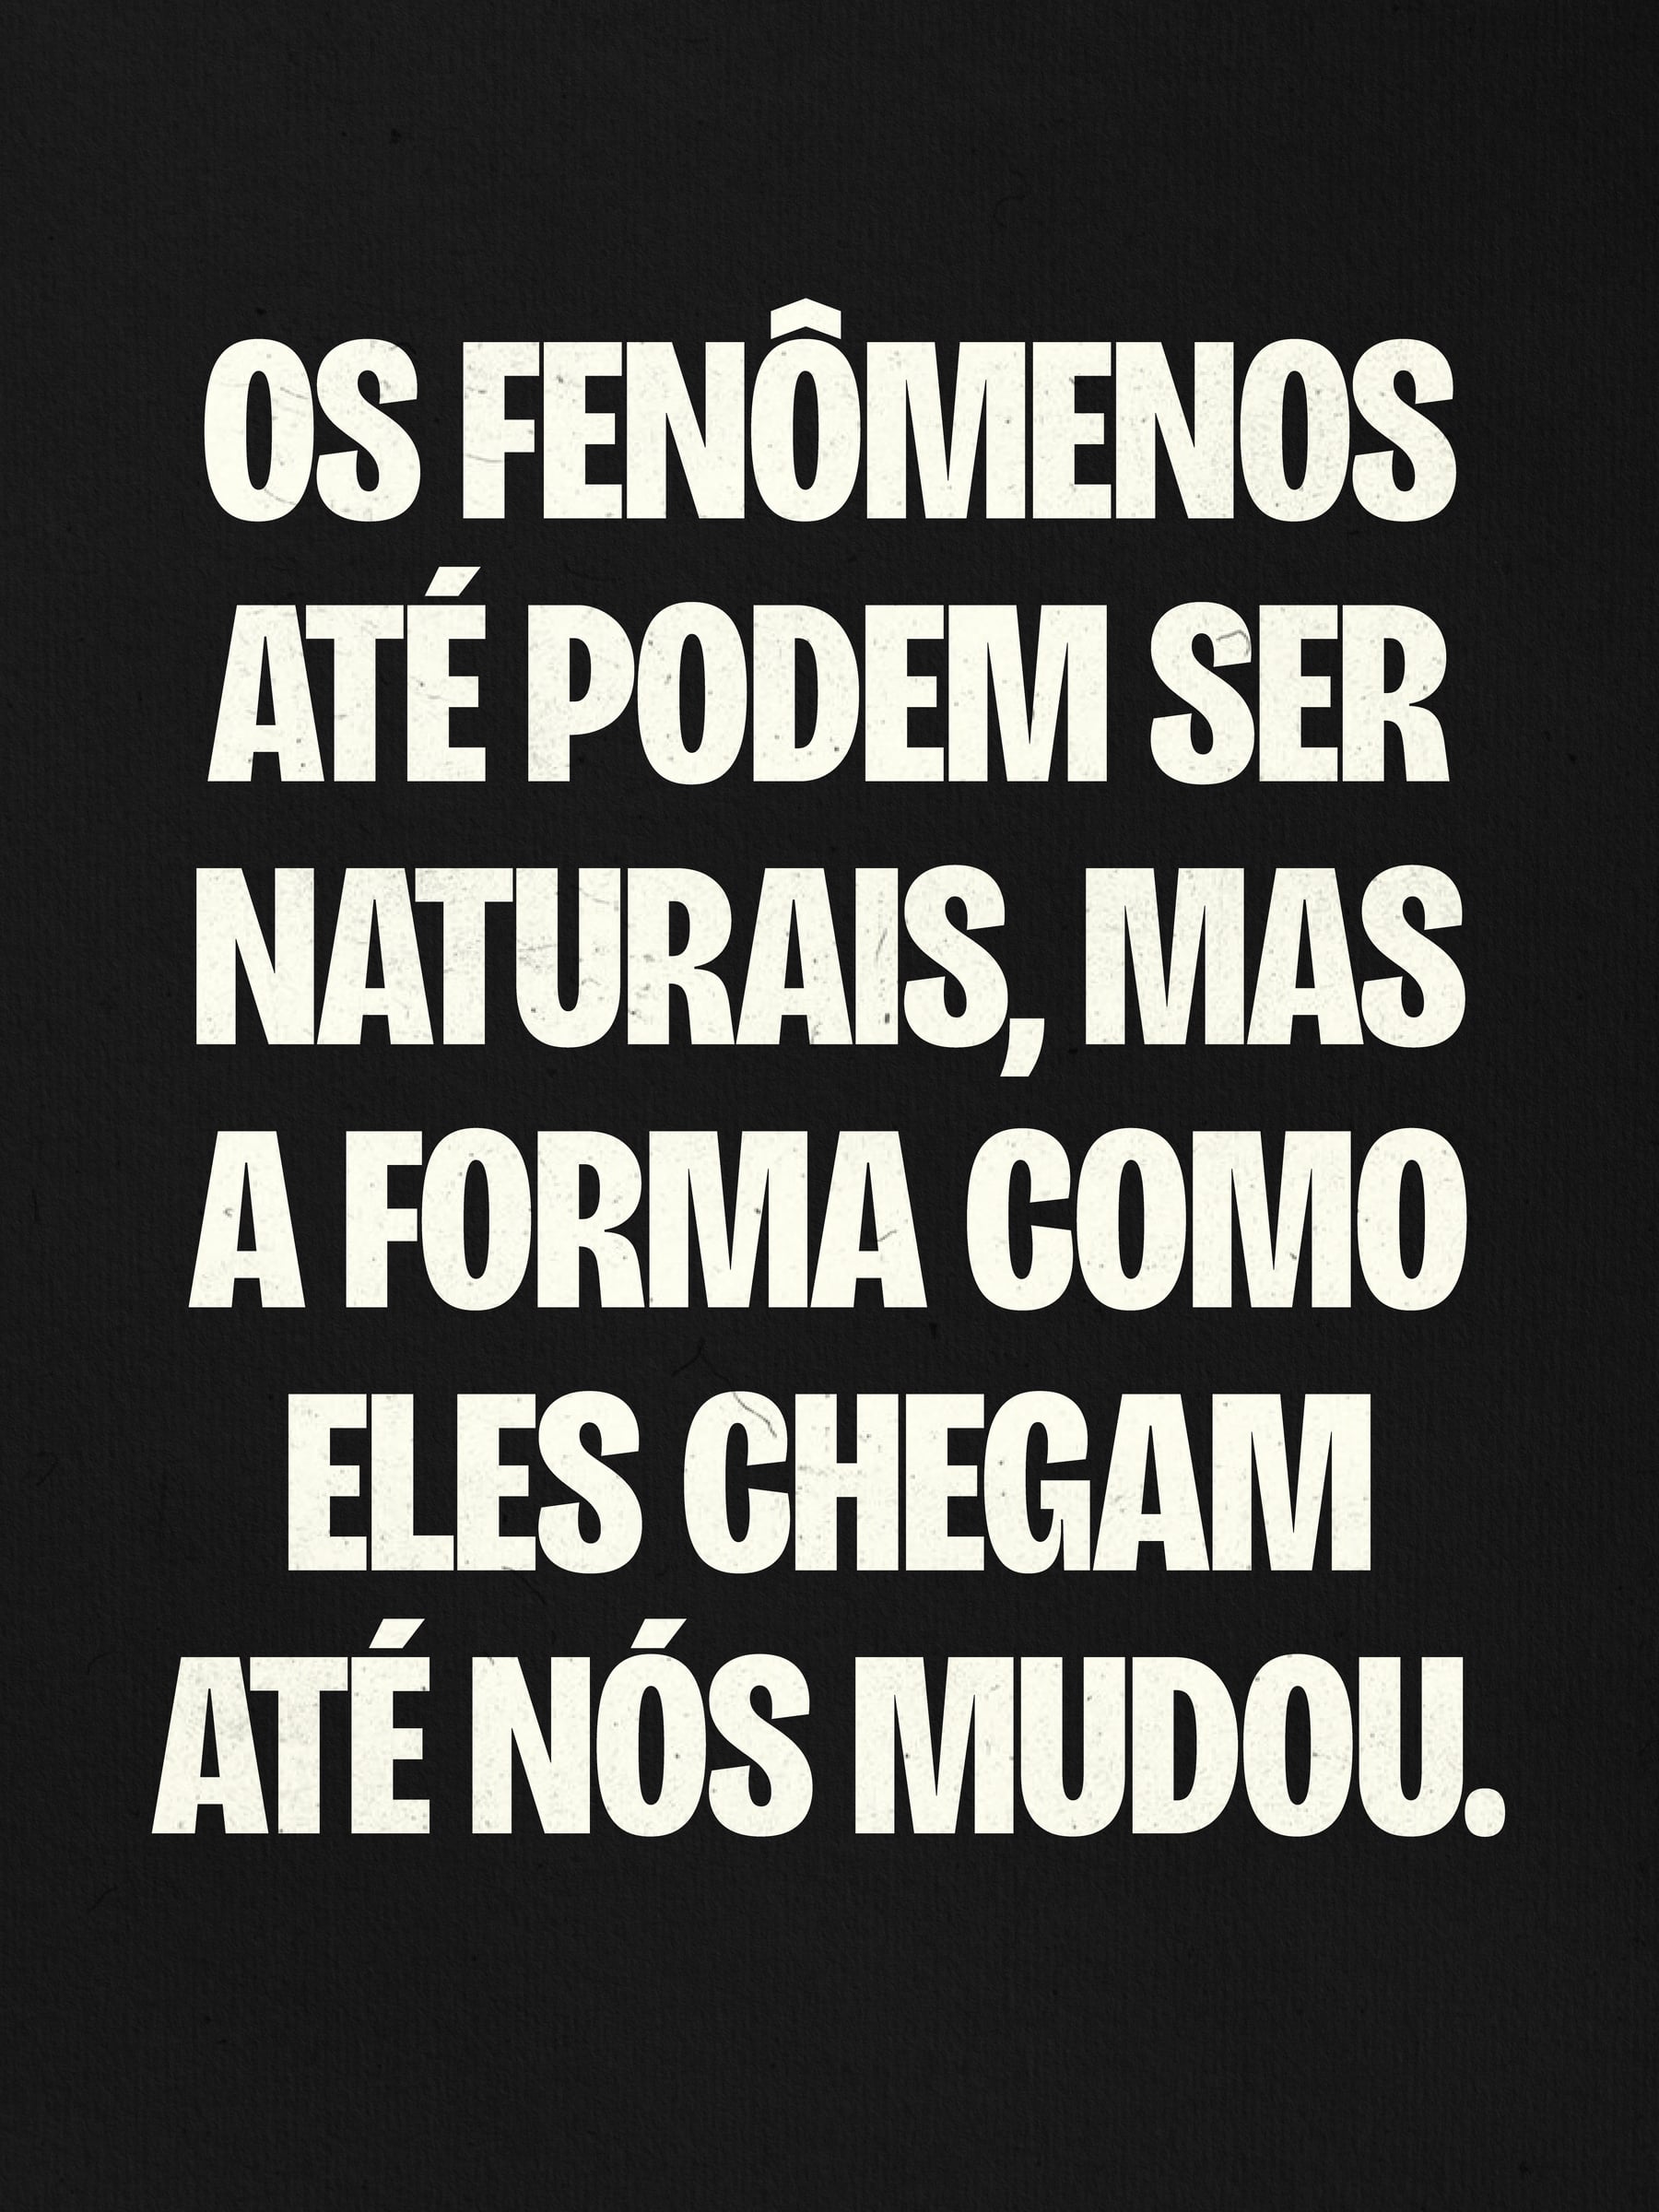 OS FENÔMENOS
ATÉ PODEM SER
NATURAIS, MAS
A FORMA COMO
ELES CHEGAM
ATÉ NÓS MUDOU.